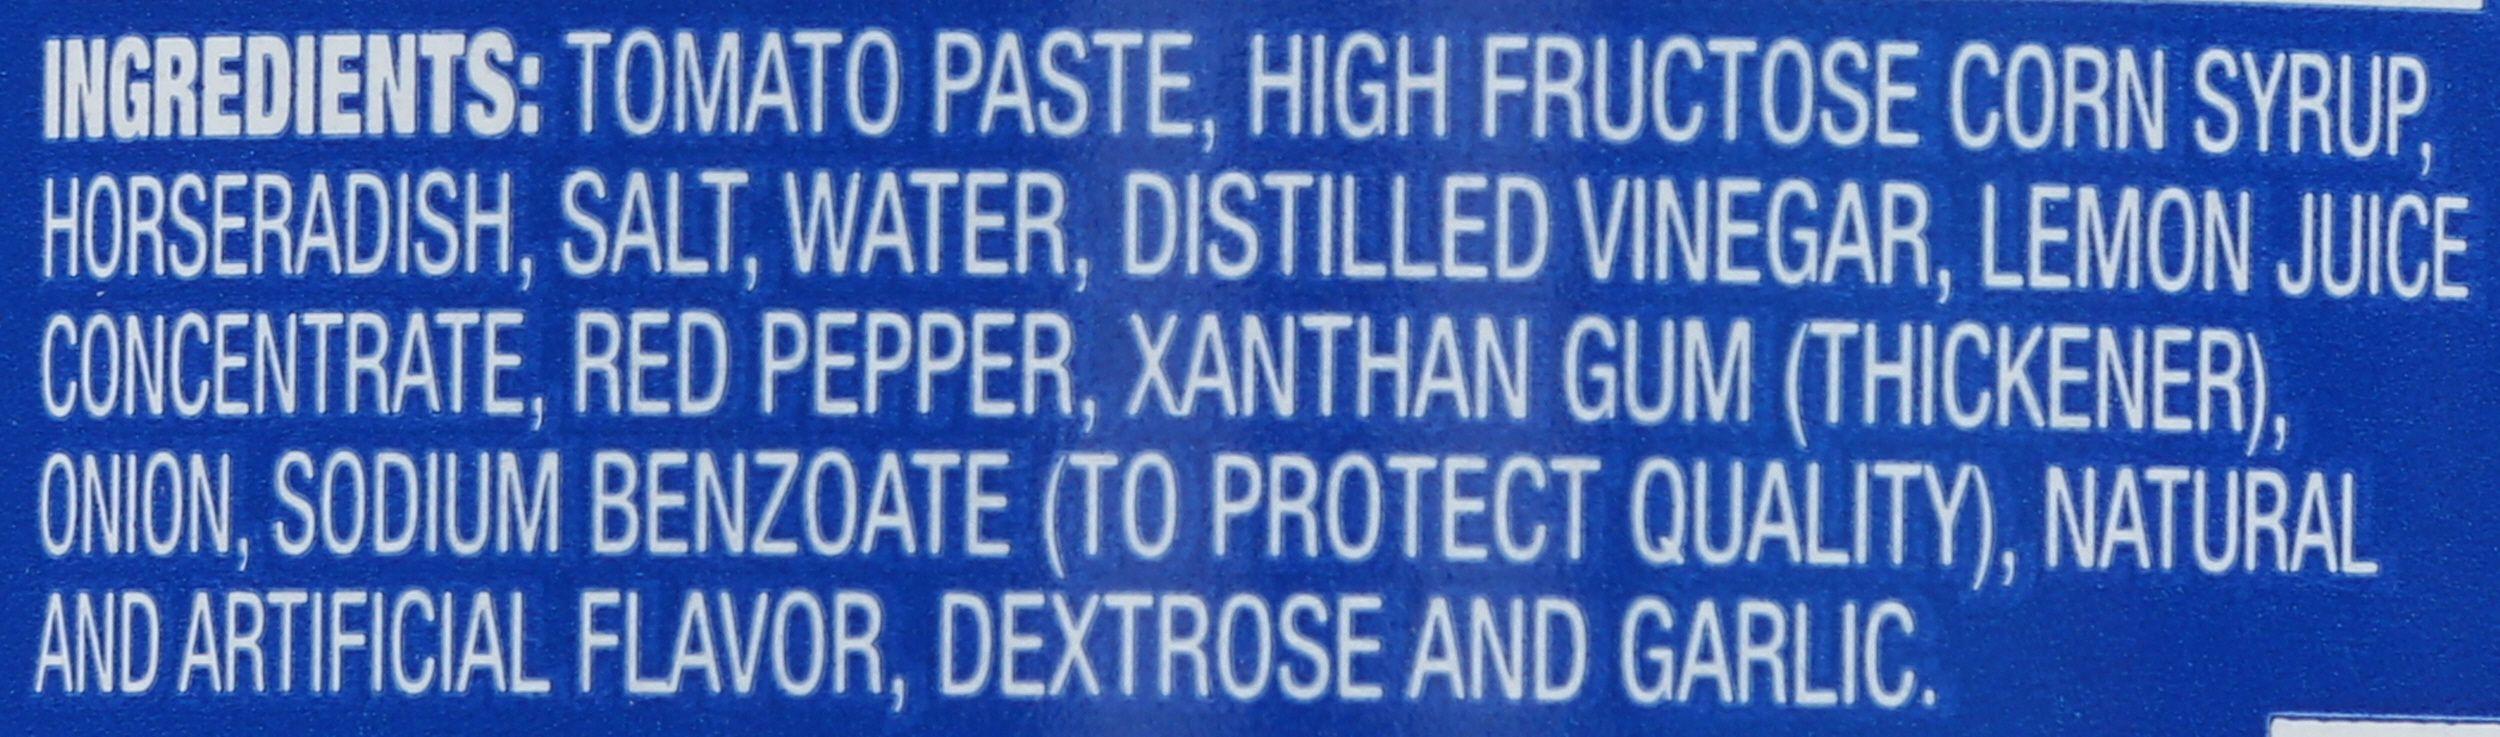 INGREDIENTS: TOMATO PASTE, HIGH FRUCTOSE CORN SYRUP,
HORSERADISH, SALT, WATER, DISTILLED VINEGAR, LEMON JUICE
CONCENTRATE, RED PEPPER, XANTHAN GUM (THICKENER),
ONION, SODIUM BENZOATE (TO PROTECT QUALITY), NATURAL
AND ARTIFICIAL FLAVOR, DEXTROSE AND GARLIC.